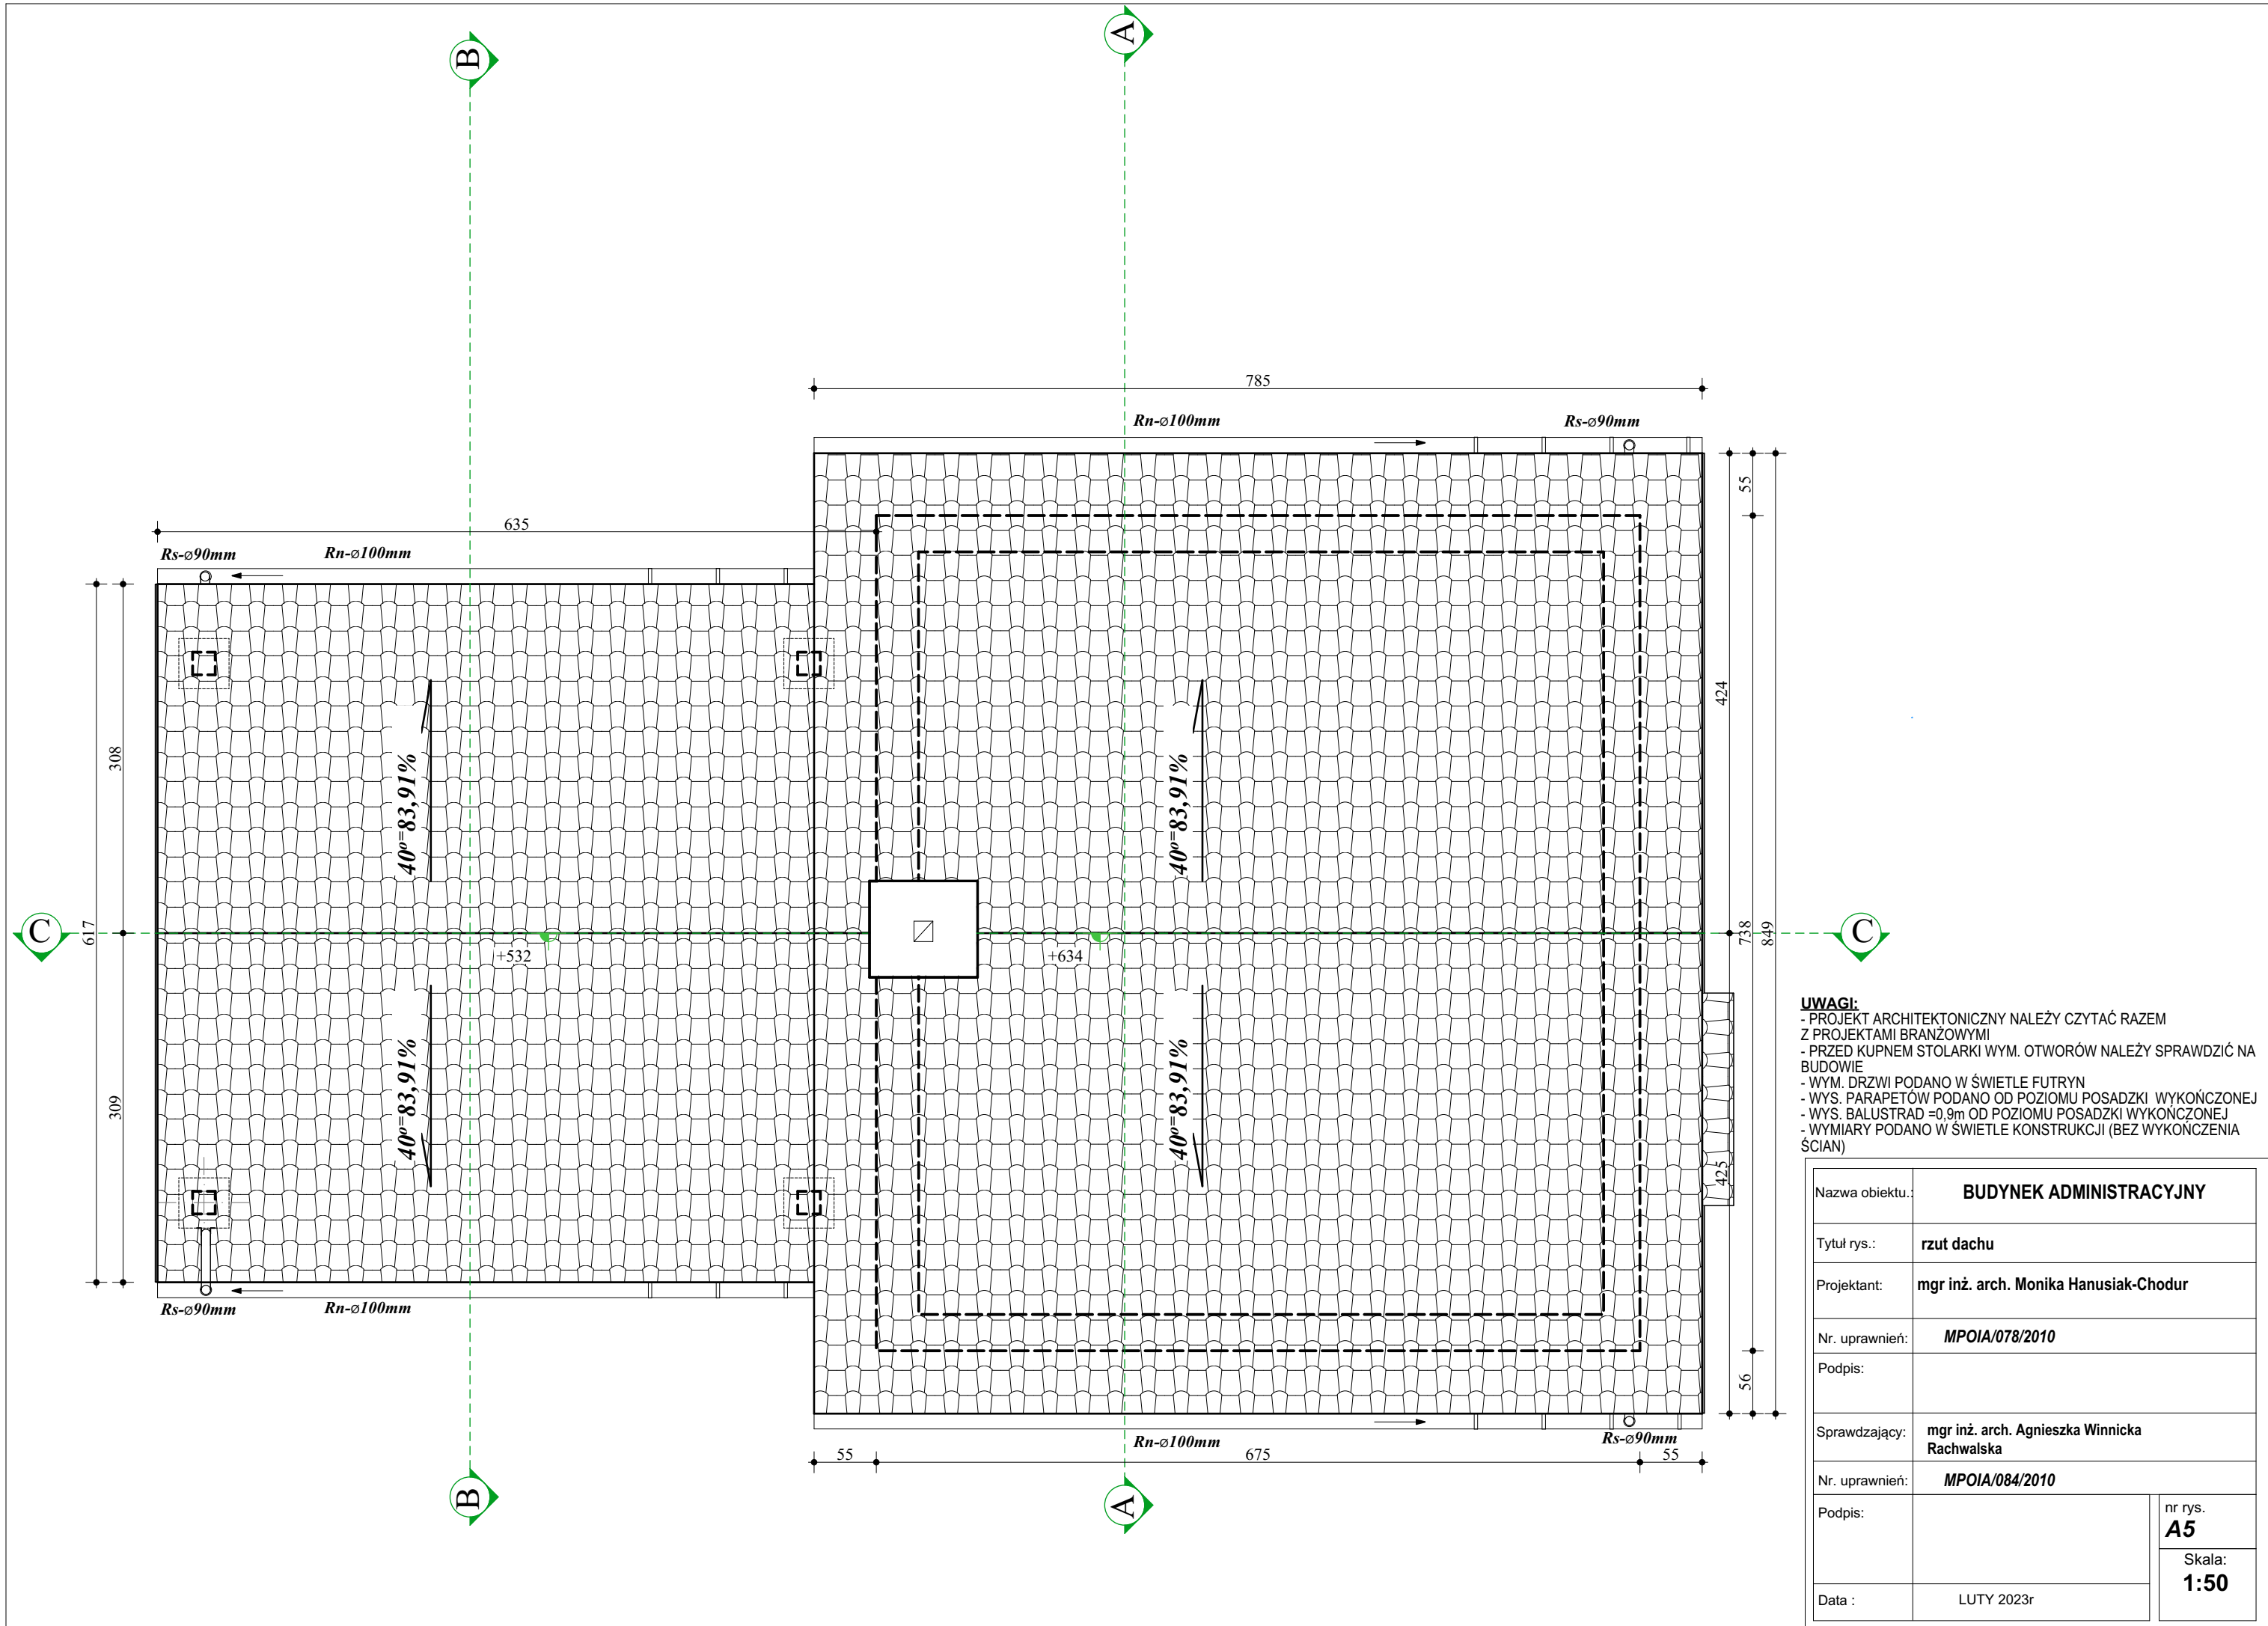 A
B
785
Rn-ø100mm
Rs-ø90mm
55
635
Rs-ø90mm
Rn-ø100mm
424
308
40º=83,91%
40º=83,91%
C
617
+532
+634
738
849
C
309
40º=83,91%
40º=83,91%
425
Rs-ø90mm
Rn-ø100mm
56
Rn-ø100mm
Rs-ø90mm
55
675
55
B
A
UWAGI:
- PROJEKT ARCHITEKTONICZNY NALEŻY CZYTAĆ RAZEM
Z PROJEKTAMI BRANŻOWYMI
- PRZED KUPNEM STOLARKI WYM. OTWORÓW NALEŻY SPRAWDZIĆ NA
BUDOWIE
- WYM. DRZWI PODANO W ŚWIETLE FUTRYN
- WYS. PARAPETÓW PODANO OD POZIOMU POSADZKI WYKOŃCZONEJ
- WYS. BALUSTRAD =0,9m OD POZIOMU POSADZKI WYKOŃCZONEJ
- WYMIARY PODANO W ŚWIETLE KONSTRUKCJI (BEZ WYKOŃCZENIA
ŚCIAN)
Nazwa obiektu.: BUDYNEK ADMINISTRACYJNY
Tytuł rys.: rzut dachu
Projektant: mgr inż. arch. Monika Hanusiak-Chodur
Nr. uprawnień: MPOIA/078/2010
Podpis:
Sprawdzający: mgr inż. arch. Agnieszka Winnicka
Rachwalska
Nr. uprawnień: MPOIA/084/2010
Podpis:
nr rys.
A5
Skala:
1:50
Data : LUTY 2023r